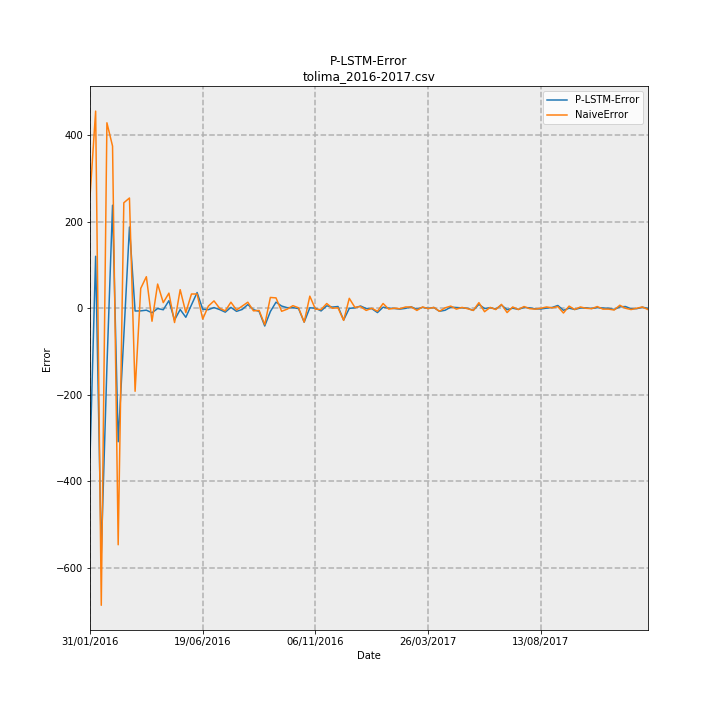 P-LSTM-Error
tolima_2016-2017.csv
P-LSTM-Error
NaiveError
400
200
0
−200
−400
−600
Error
31/01/2016
19/06/2016
06/11/2016
26/03/2017
13/08/2017
Date